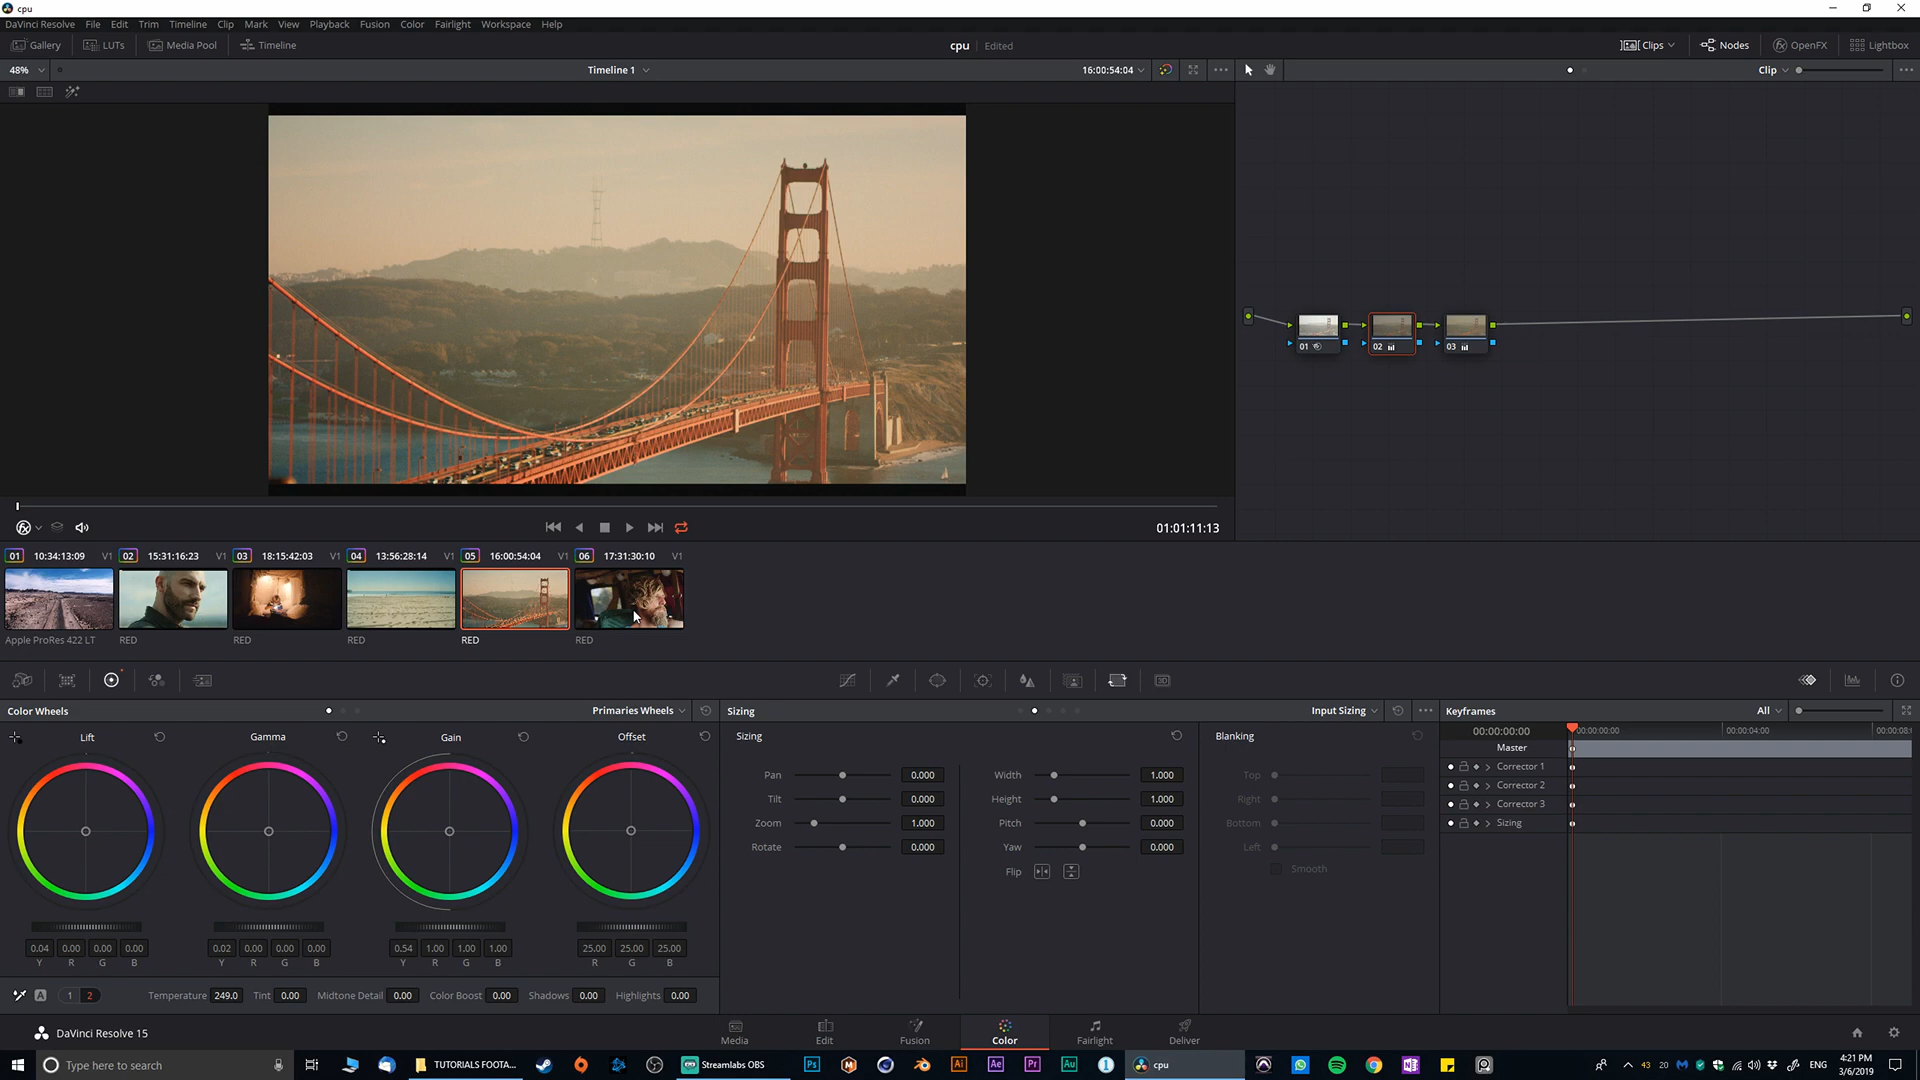 cpu
DaVinci Resolve File Edit Trim Timeline Clip Mark View Playback Fusion Color Fairlight Workspace Help
Gallery LUTs Media Pool Timeline cpu Edited Clips Nodes OpenFX Lightbox
48% Timeline 1 16:00:54:04 Clip
01 02 03
01:01:11:13
01 10:34:13:09 V1 02 15:31:16:23 V1 03 18:15:42:03 V1 04 13:56:28:14 V1 05 16:00:54:04 V1 06 17:31:30:10 V1
Apple ProRes 422 LT RED RED RED RED RED
Color Wheels Primaries Wheels Sizing Input Sizing Keyframes All
Lift Gamma Gain Offset Sizing Blanking
00:00:00:00 00:00:00:00 00:00:04:00 00:00:08:
Master
Pan 0.000 Width 1.000 Top Corrector 1
Tilt 0.000 Height 1.000 Right Corrector 2
Corrector 3
Zoom 1.000 Pitch 0.000 Bottom Sizing
Rotate 0.000 Yaw 0.000 Left
Flip Smooth
0.04 0.00 0.00 0.00 0.02 0.00 0.00 0.00 0.54 1.00 1.00 1.00 25.00 25.00 25.00
Y R G B Y R G B Y R G B R G B
A 1 2 Temperature 249.0 Tint 0.00 Midtone Detail 0.00 Color Boost 0.00 Shadows 0.00 Highlights 0.00
DaVinci Resolve 15 Media Edit Fusion Color Fairlight Deliver
Type here to search TUTORIALS FOOTA... Streamlabs OBS Ps Ai Ae Pr Au cpu 43 20 ENG 4:21 PM
3/6/2019